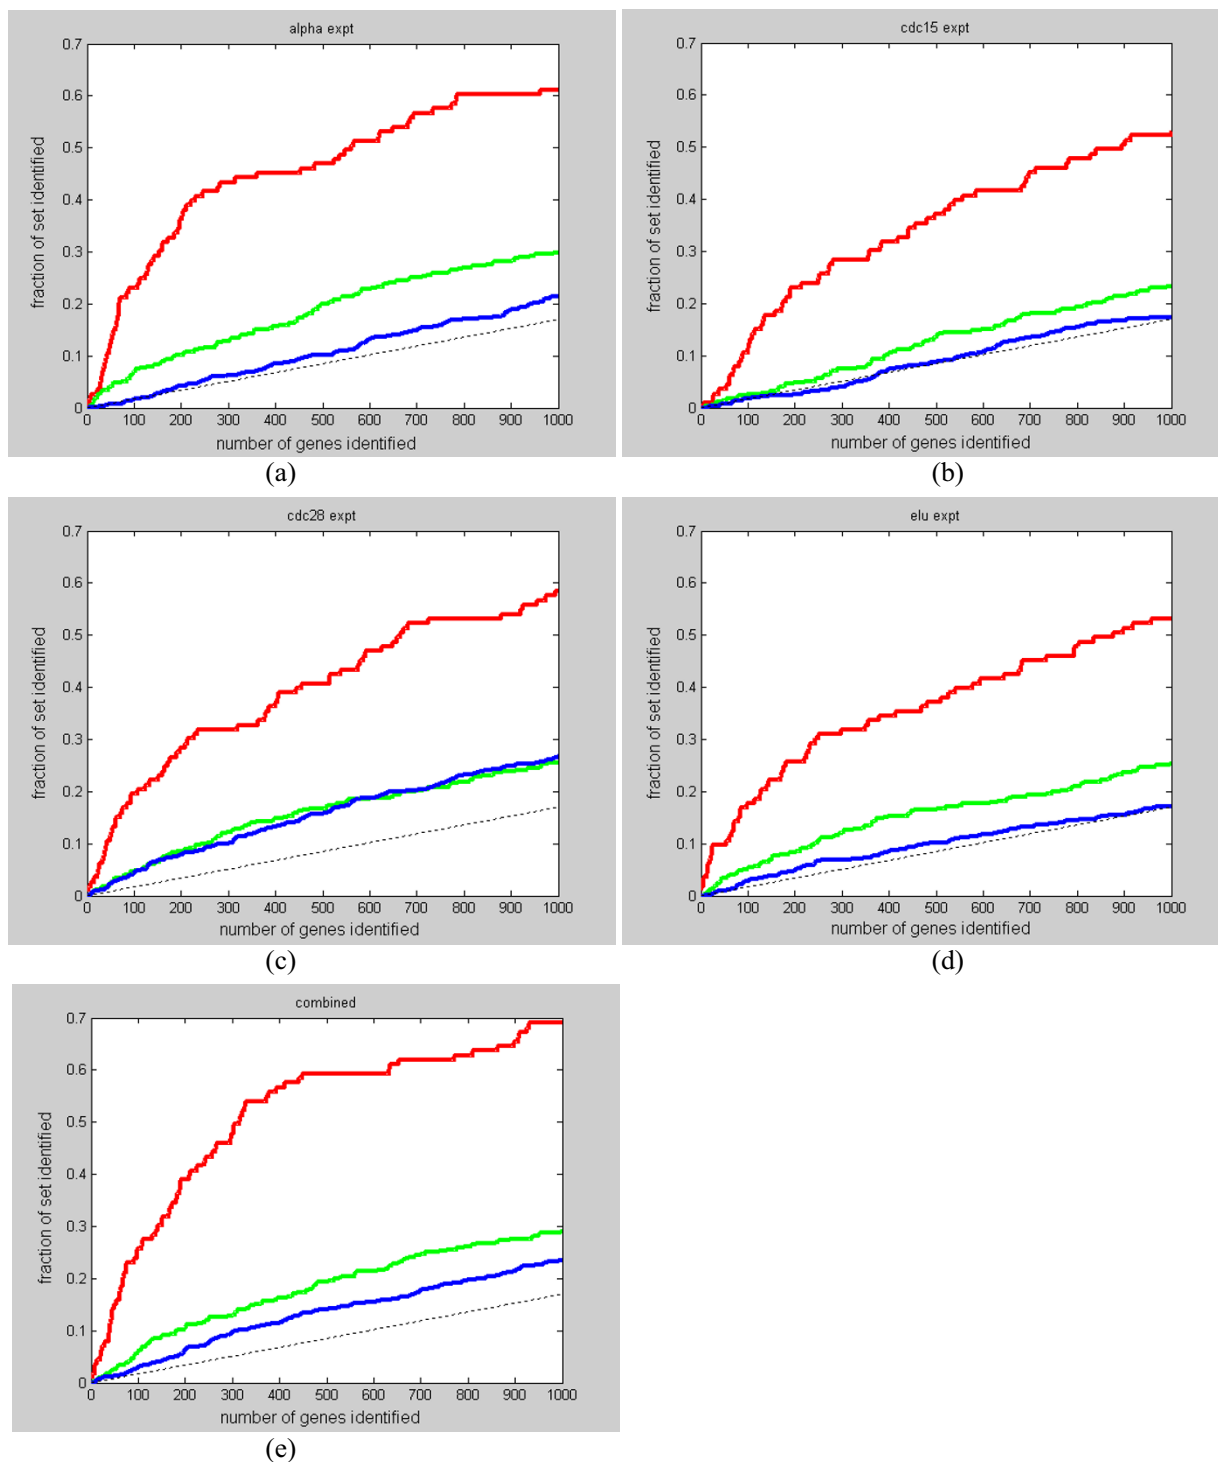 alpha expt
0.7
0.6
0.5
0.4
0.3
0.2
0.1
0
fraction of set identified
0 100 200 300 400 500 600 700 800 900 1000
number of genes identified
(a)
cdc15 expt
0.7
0.6
0.5
0.4
0.3
0.2
0.1
0
fraction of set identified
0 100 200 300 400 500 600 700 800 900 1000
number of genes identified
(b)
cdc28 expt
0.7
0.6
0.5
0.4
0.3
0.2
0.1
0
fraction of set identified
0 100 200 300 400 500 600 700 800 900 1000
number of genes identified
(c)
elu expt
0.7
0.6
0.5
0.4
0.3
0.2
0.1
0
fraction of set identified
0 100 200 300 400 500 600 700 800 900 1000
number of genes identified
(d)
combined
0.7
0.6
0.5
0.4
0.3
0.2
0.1
0
fraction of set identified
0 100 200 300 400 500 600 700 800 900 1000
number of genes identified
(e)